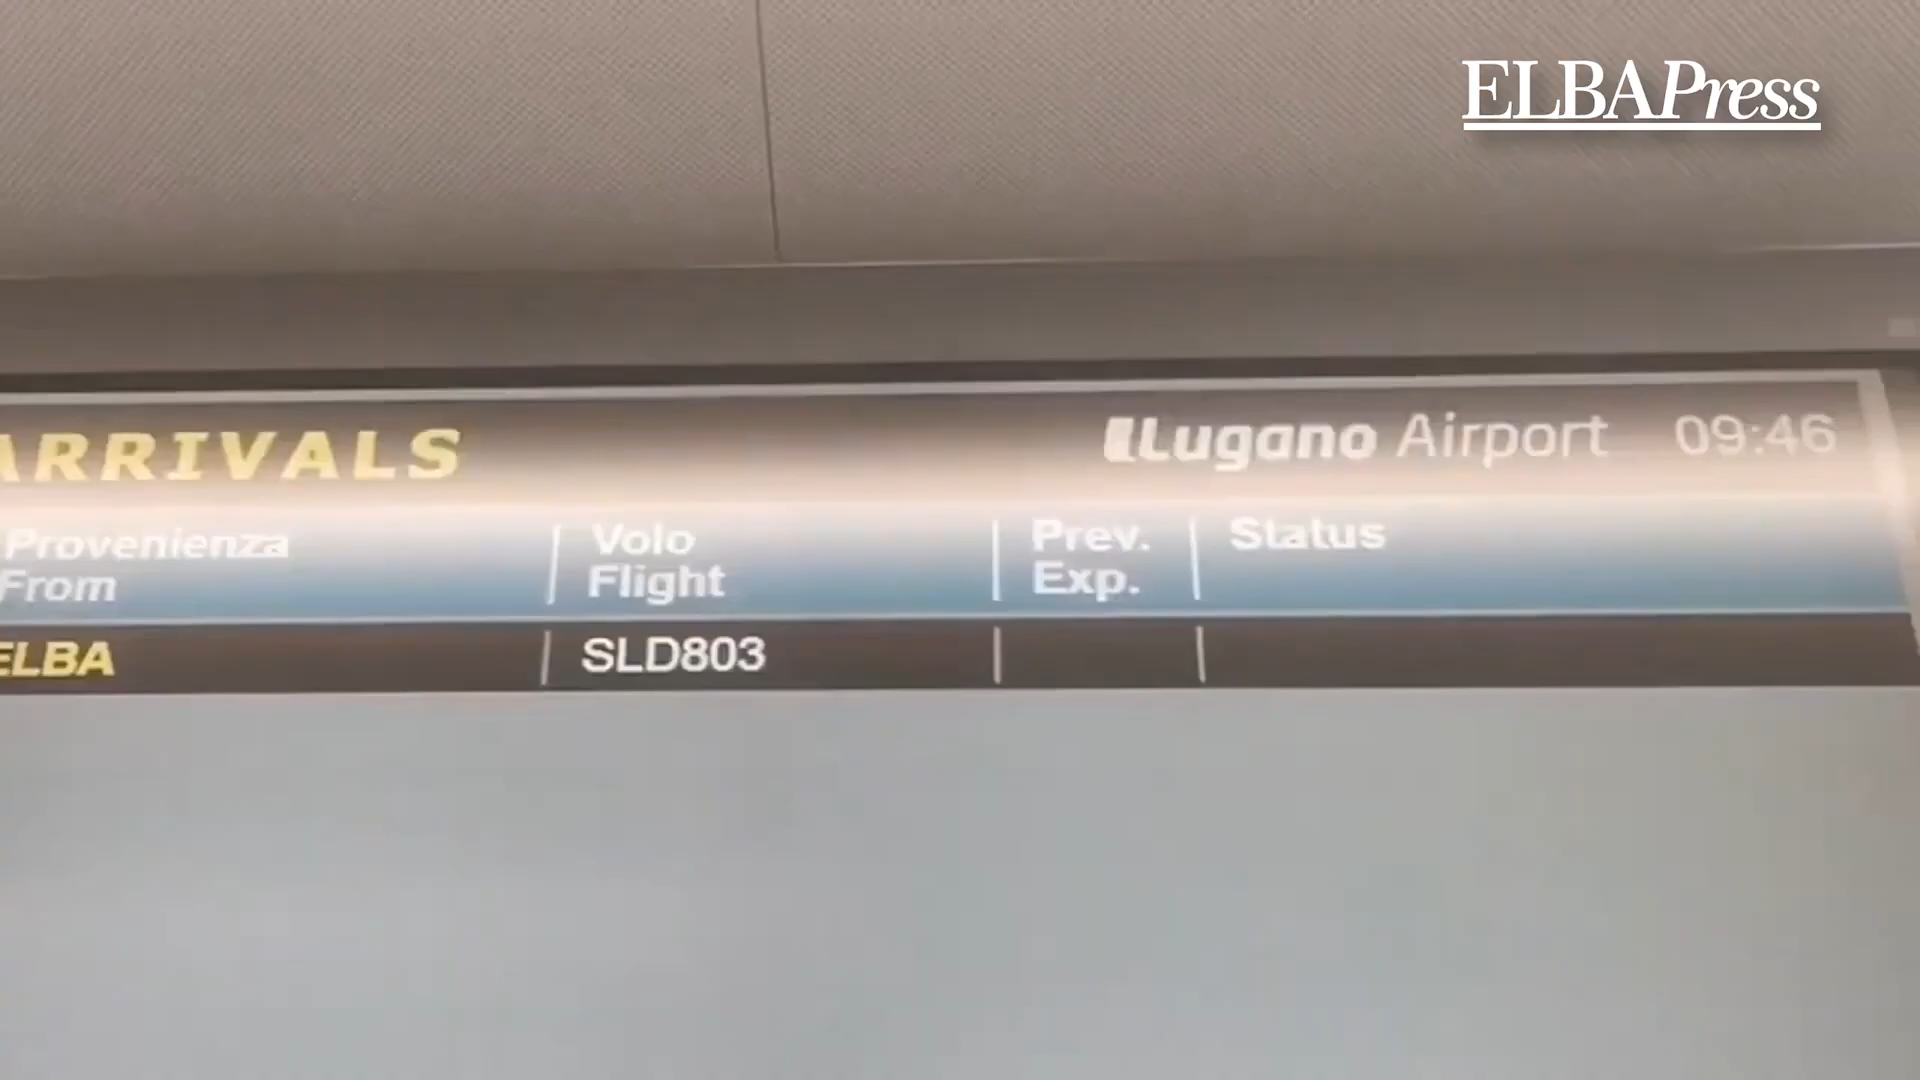 ELBAPress
ARRIVALS
Lugano Airport 09:46
Provenienza Volo Prev. Status
From Flight Exp.
ELBA SLD803